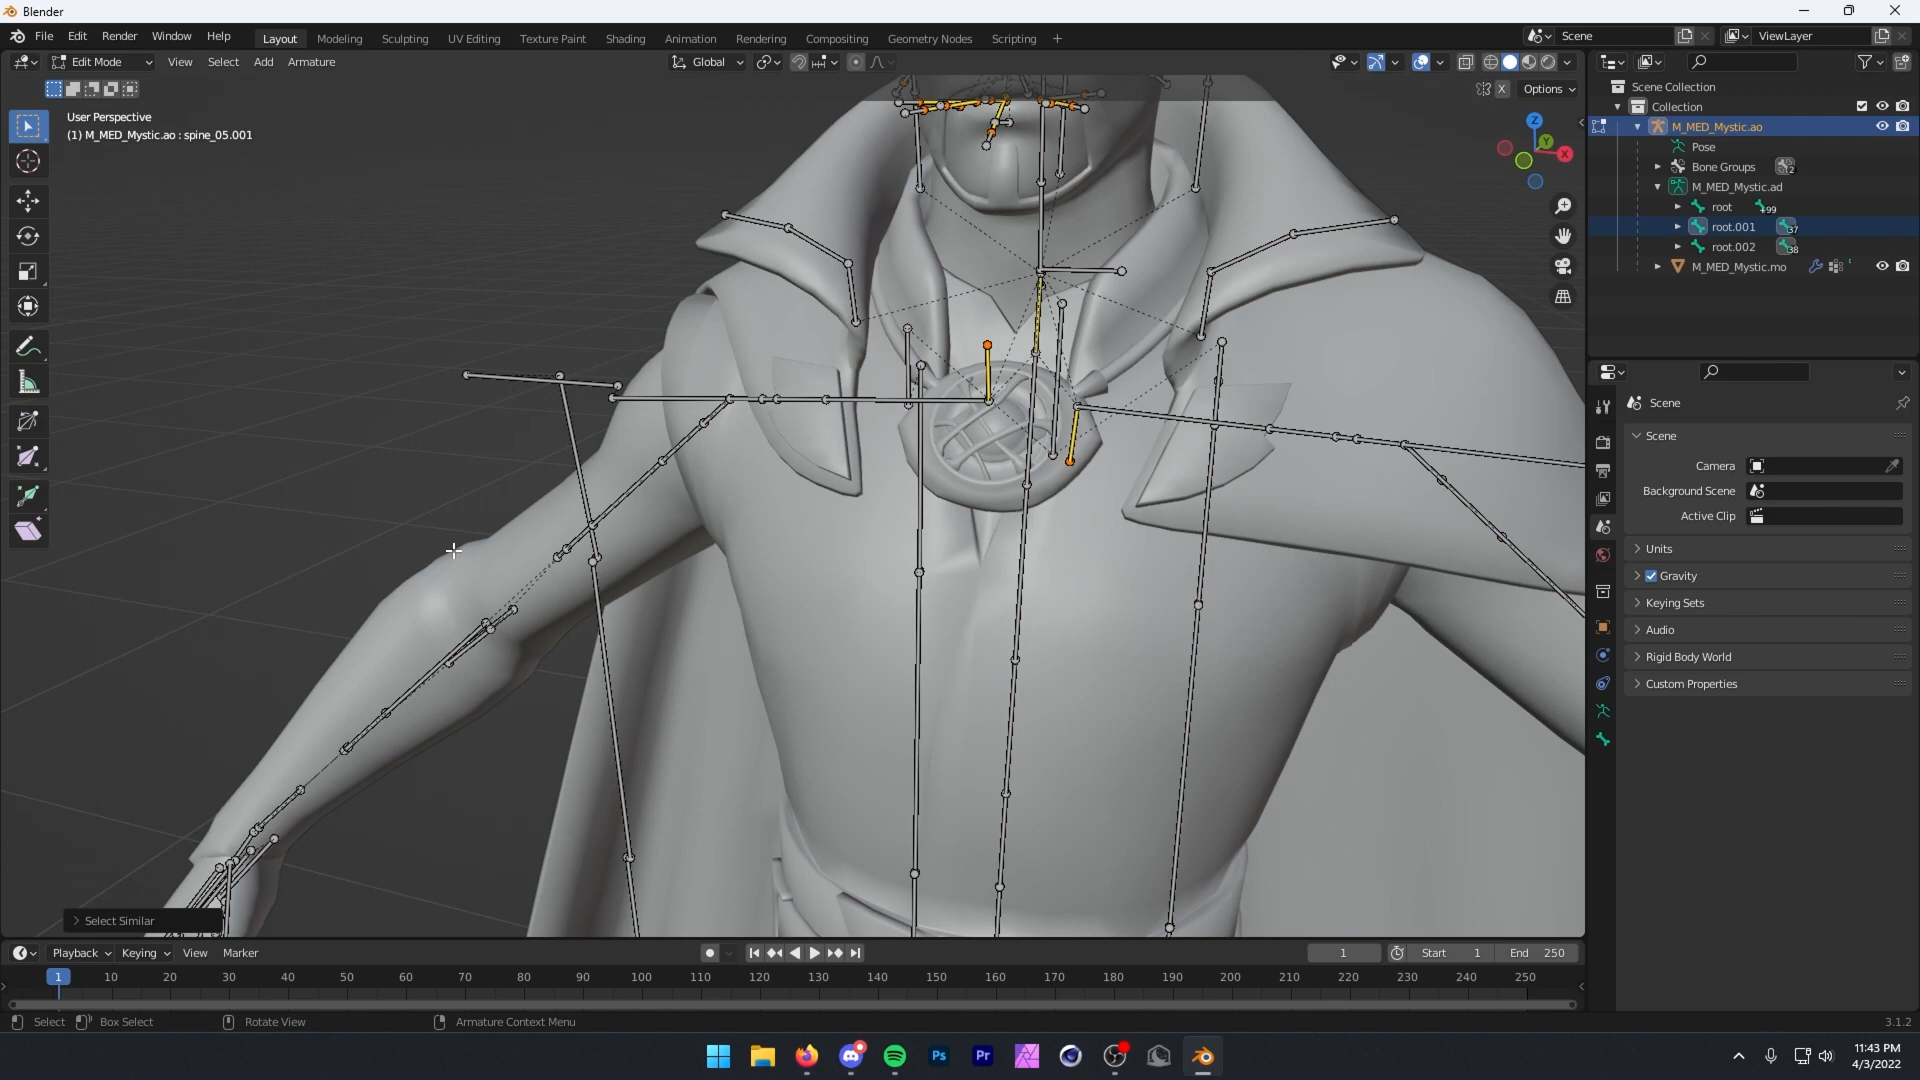 Blender
File Edit Render Window Help
Layout Modeling Sculpting UV Editing Texture Paint Shading Animation Rendering Compositing Geometry Nodes Scripting +
Scene
ViewLayer
Edit Mode View Select Add Armature
Global
X Options
User Perspective
(1) M_MED_Mystic.ao : spine_05.001
Z
Y
X
Select Similar
Scene Collection
Collection
M_MED_Mystic.ao
Pose
Bone Groups 2
M_MED_Mystic.ad
root 99
root.001 37
root.002 38
M_MED_Mystic.mo
Scene
Scene
Camera
Background Scene
Active Clip
Units
Gravity
Keying Sets
Audio
Rigid Body World
Custom Properties
Playback Keying View Marker
1 Start 1 End 250
1 10 20 30 40 50 60 70 80 90 100 110 120 130 140 150 160 170 180 190 200 210 220 230 240 250
Select Box Select Rotate View Armature Context Menu 3.1.2
Ps
Pr
11:43 PM
4/3/2022